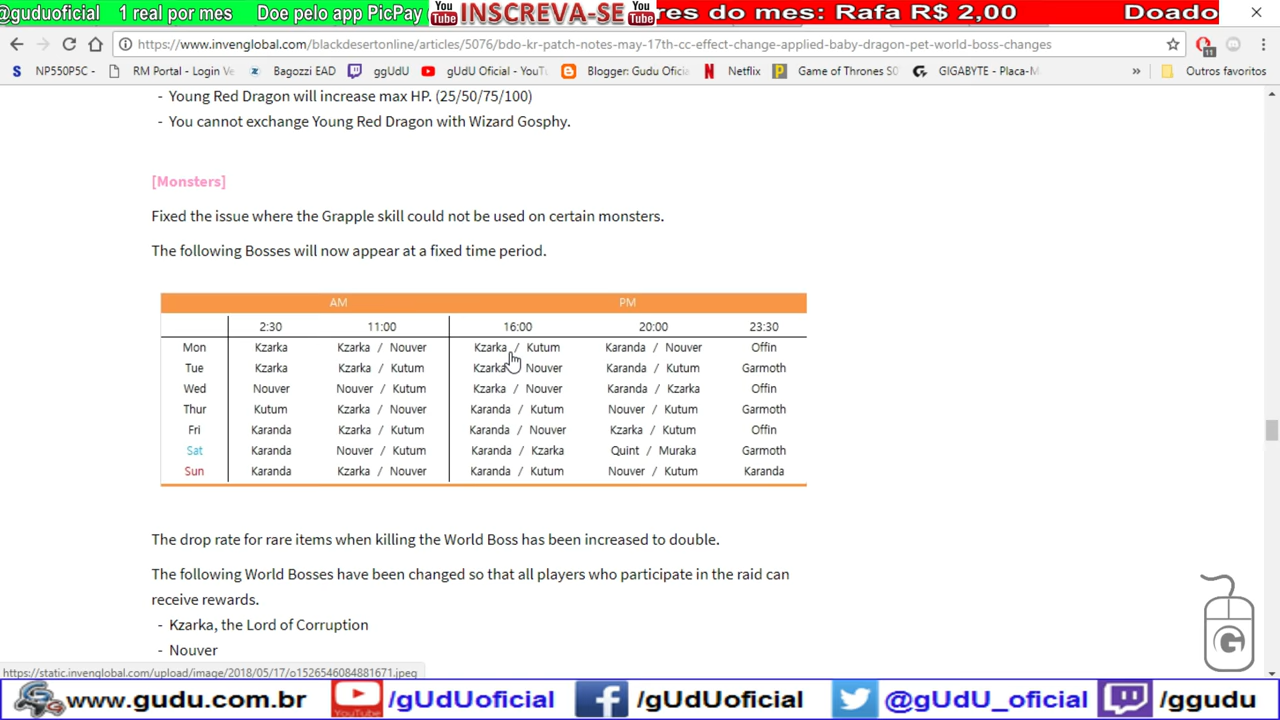 @guduoficial 1 real por mes Doe pelo app PicPay You Tube INSCREVA-SE You Tube res do mes: Rafa R$ 2,00 Doado
https://www.invenglobal.com/blackdesertonline/articles/5076/bdo-kr-patch-notes-may-17th-cc-effect-change-applied-baby-dragon-pet-world-boss-changes 11
S NP550P5C - RM Portal - Login Ve Bagozzi EAD ggUdU gUdU Oficial - YouT Blogger: Gudu Oficia Netflix Game of Thrones S0 GIGABYTE - Placa-M » Outros favoritos
- Young Red Dragon will increase max HP. (25/50/75/100)
- You cannot exchange Young Red Dragon with Wizard Gosphy.
[Monsters]
Fixed the issue where the Grapple skill could not be used on certain monsters.
The following Bosses will now appear at a fixed time period.
AM PM
2:30 11:00 16:00 20:00 23:30
Mon Kzarka Kzarka / Nouver Kzarka / Kutum Karanda / Nouver Offin
Tue Kzarka Kzarka / Kutum Kzarka Nouver Karanda / Kutum Garmoth
Wed Nouver Nouver / Kutum Kzarka / Nouver Karanda / Kzarka Offin
Thur Kutum Kzarka / Nouver Karanda / Kutum Nouver / Kutum Garmoth
Fri Karanda Kzarka / Kutum Karanda / Nouver Kzarka / Kutum Offin
Sat Karanda Nouver / Kutum Karanda / Kzarka Quint / Muraka Garmoth
Sun Karanda Kzarka / Nouver Karanda / Kutum Nouver / Kutum Karanda
The drop rate for rare items when killing the World Boss has been increased to double.
The following World Bosses have been changed so that all players who participate in the raid can
receive rewards.
- Kzarka, the Lord of Corruption
- Nouver
https://static.invenglobal.com/upload/image/2018/05/17/o1526546084881671.jpeg
G
www.gudu.com.br YouTube /gUdUoficial /gUdUoficial @gUdU_oficial /ggudu